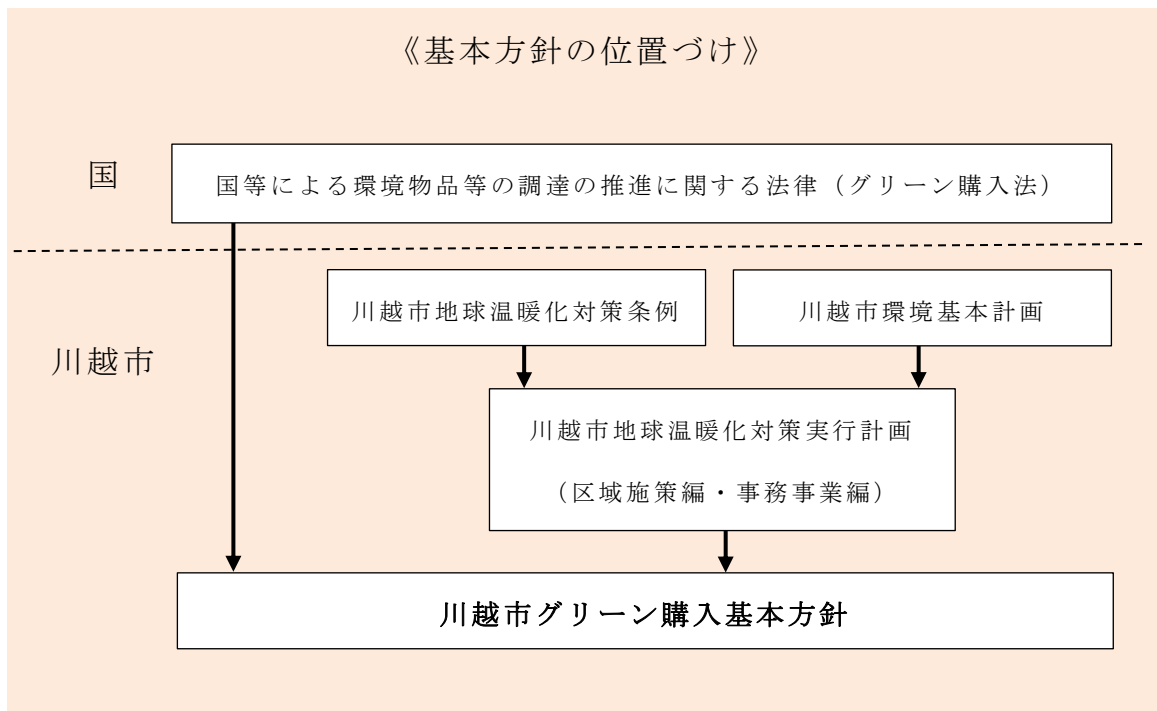 《基本方針の位置づけ》
国
国等による環境物品等の調達の推進に関する法律（グリーン購入法）
川越市地球温暖化対策条例
川越市環境基本計画
川越市
川越市地球温暖化対策実行計画
（区域施策編・事務事業編）
川越市グリーン購入基本方針